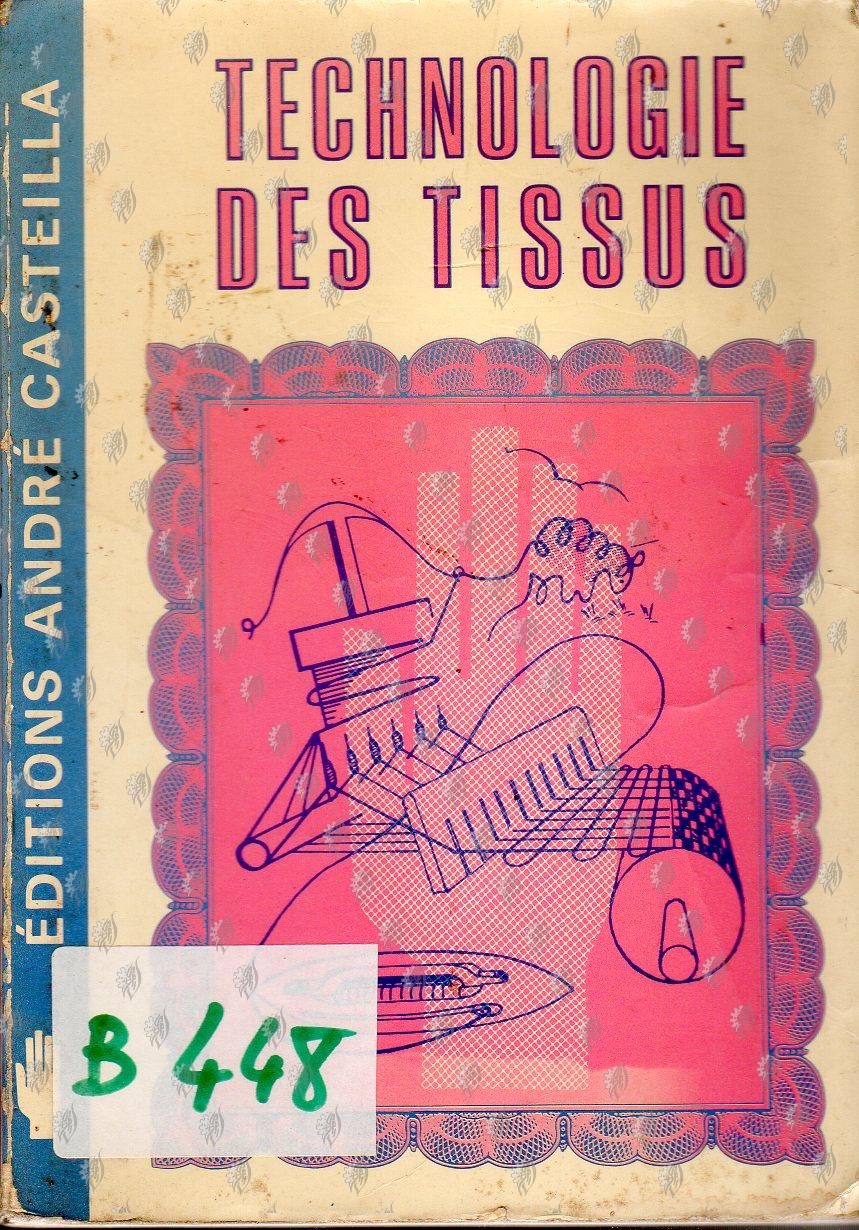 TECHNOLOGIE
DES TISSUS
ÉDITIONS ANDRÉ CASTEILLA
B 448